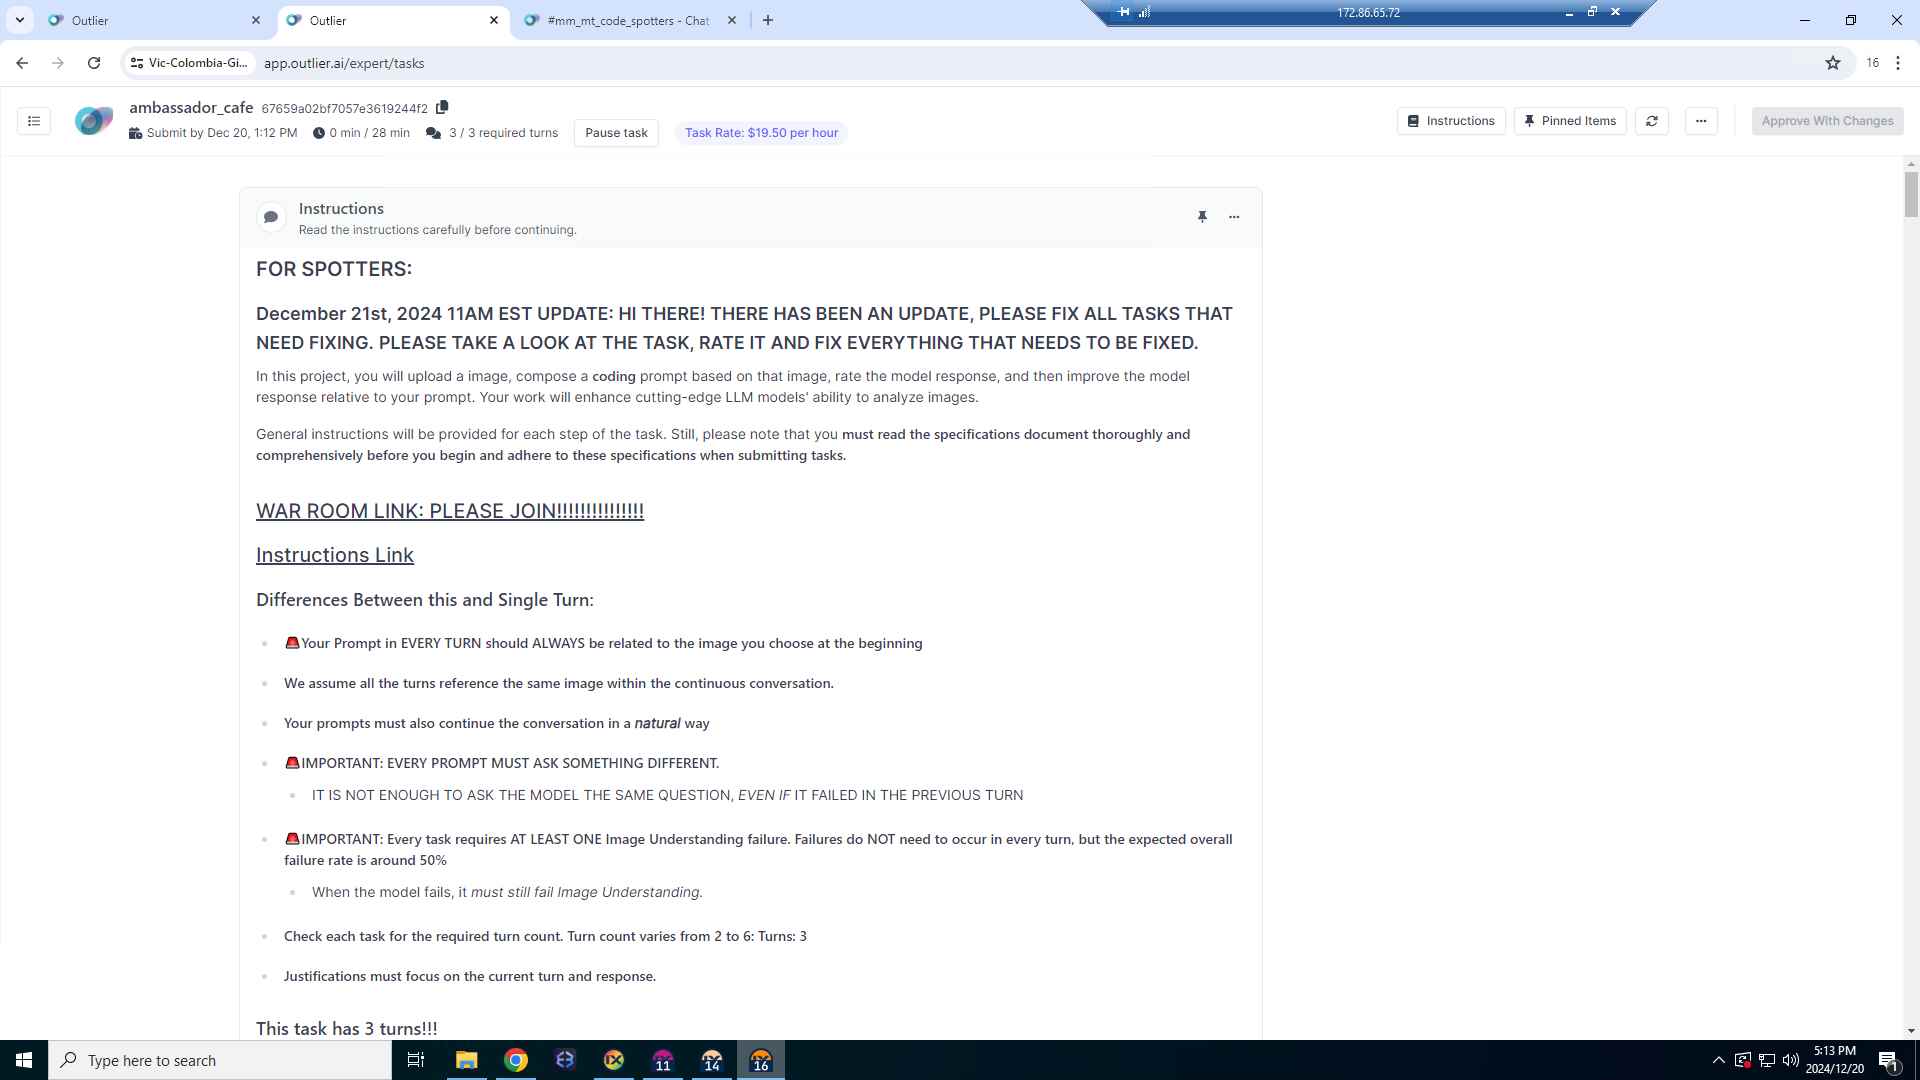 Outlier
Outlier
#mm_mt_code_spotters - Chat
172.86.65.72
Vic-Colombia-Gi...
app.outlier.ai/expert/tasks
16
ambassador_cafe 67659a02bf7057e3619244f2
Submit by Dec 20, 1:12 PM
0 min / 28 min
3 / 3 required turns
Pause task
Task Rate: $19.50 per hour
Instructions
Pinned Items
Approve With Changes
Instructions
Read the instructions carefully before continuing.
FOR SPOTTERS:
December 21st, 2024 11AM EST UPDATE: HI THERE! THERE HAS BEEN AN UPDATE, PLEASE FIX ALL TASKS THAT
NEED FIXING. PLEASE TAKE A LOOK AT THE TASK, RATE IT AND FIX EVERYTHING THAT NEEDS TO BE FIXED.
In this project, you will upload a image, compose a coding prompt based on that image, rate the model response, and then improve the model
response relative to your prompt. Your work will enhance cutting-edge LLM models' ability to analyze images.
General instructions will be provided for each step of the task. Still, please note that you must read the specifications document thoroughly and
comprehensively before you begin and adhere to these specifications when submitting tasks.
WAR ROOM LINK: PLEASE JOIN!!!!!!!!!!!!!!!
Instructions Link
Differences Between this and Single Turn:
🚨Your Prompt in EVERY TURN should ALWAYS be related to the image you choose at the beginning
We assume all the turns reference the same image within the continuous conversation.
Your prompts must also continue the conversation in a natural way
🚨IMPORTANT: EVERY PROMPT MUST ASK SOMETHING DIFFERENT.
IT IS NOT ENOUGH TO ASK THE MODEL THE SAME QUESTION, EVEN IF IT FAILED IN THE PREVIOUS TURN
🚨IMPORTANT: Every task requires AT LEAST ONE Image Understanding failure. Failures do NOT need to occur in every turn, but the expected overall
failure rate is around 50%
When the model fails, it must still fail Image Understanding.
Check each task for the required turn count. Turn count varies from 2 to 6: Turns: 3
Justifications must focus on the current turn and response.
This task has 3 turns!!!
Type here to search
11
14
16
5:13 PM
2024/12/20
1